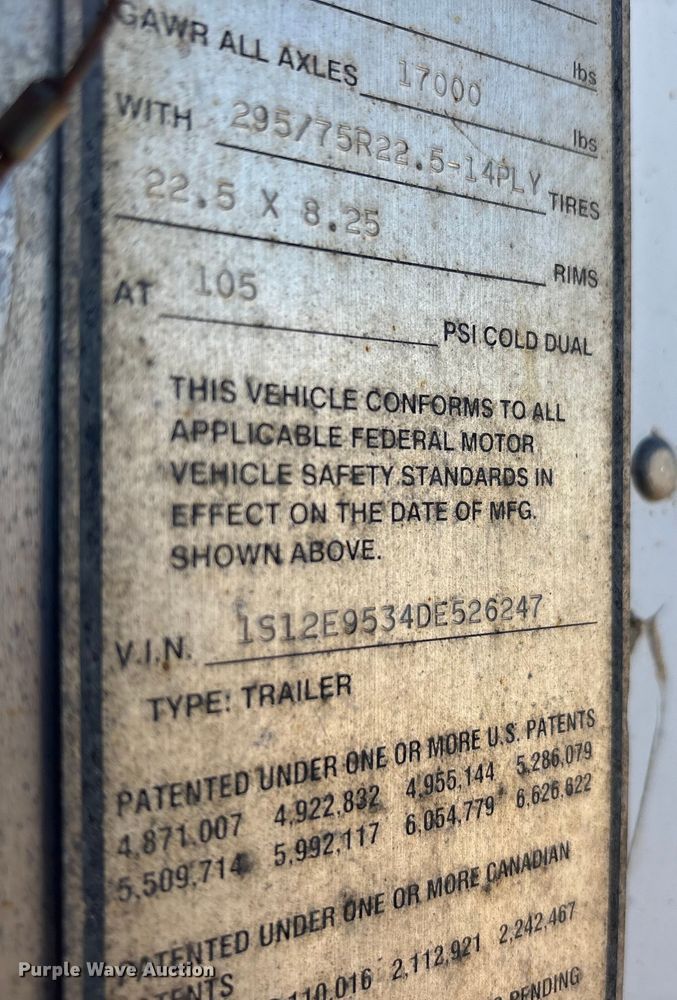 lbs
GAWR ALL AXLES 17000 lbs
WITH 295/75R22.5-14PLY TIRES
22.5 X 8.25 RIMS
AT 105 PSI COLD DUAL
THIS VEHICLE CONFORMS TO ALL
APPLICABLE FEDERAL MOTOR
VEHICLE SAFETY STANDARDS IN
EFFECT ON THE DATE OF MFG.
SHOWN ABOVE.
V.I.N. 1S12E9534DE526247
TYPE: TRAILER
PATENTED UNDER ONE OR MORE U.S. PATENTS
4,871,007 4,922,832 4,955,144 5,286,079
5,509,714 5,992,117 6,054,779 6,626,622
PATENTED UNDER ONE OR MORE CANADIAN
2,112,921 2,242,467
PENDING
Purple Wave Auction